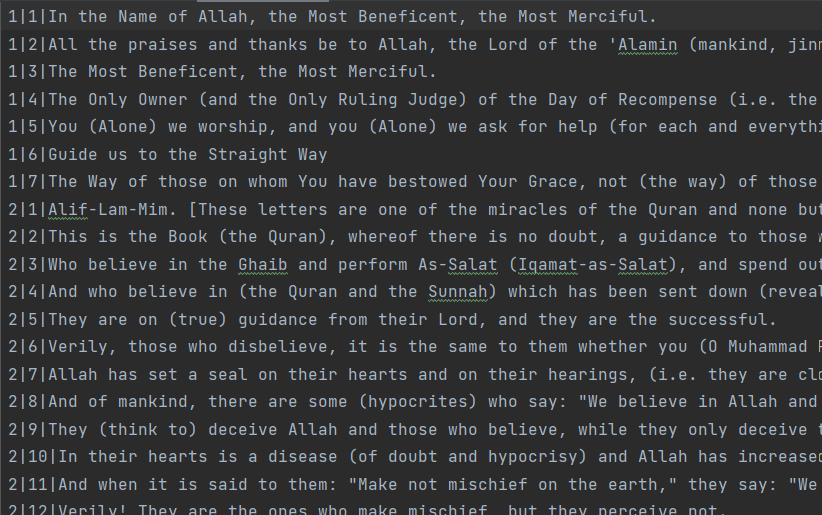 1|1|In the Name of Allah, the Most Beneficent, the Most Merciful.
1|2|All the praises and thanks be to Allah, the Lord of the 'Alamin (mankind, jinn
1|3|The Most Beneficent, the Most Merciful.
1|4|The Only Owner (and the Only Ruling Judge) of the Day of Recompense (i.e. the
1|5|You (Alone) we worship, and you (Alone) we ask for help (for each and everythi
1|6|Guide us to the Straight Way
1|7|The Way of those on whom You have bestowed Your Grace, not (the way) of those
2|1|Alif-Lam-Mim. [These letters are one of the miracles of the Quran and none but
2|2|This is the Book (the Quran), whereof there is no doubt, a guidance to those
2|3|Who believe in the Ghaib and perform As-Salat (Iqamat-as-Salat), and spend out
2|4|And who believe in (the Quran and the Sunnah) which has been sent down (reveal
2|5|They are on (true) guidance from their Lord, and they are the successful.
2|6|Verily, those who disbelieve, it is the same to them whether you (O Muhammad
2|7|Allah has set a seal on their hearts and on their hearings, (i.e. they are clo
2|8|And of mankind, there are some (hypocrites) who say: "We believe in Allah and
2|9|They (think to) deceive Allah and those who believe, while they only deceive
2|10|In their hearts is a disease (of doubt and hypocrisy) and Allah has increased
2|11|And when it is said to them: "Make not mischief on the earth," they say: "We
2|12|Verily! They are the ones who make mischief, but they perceive not.